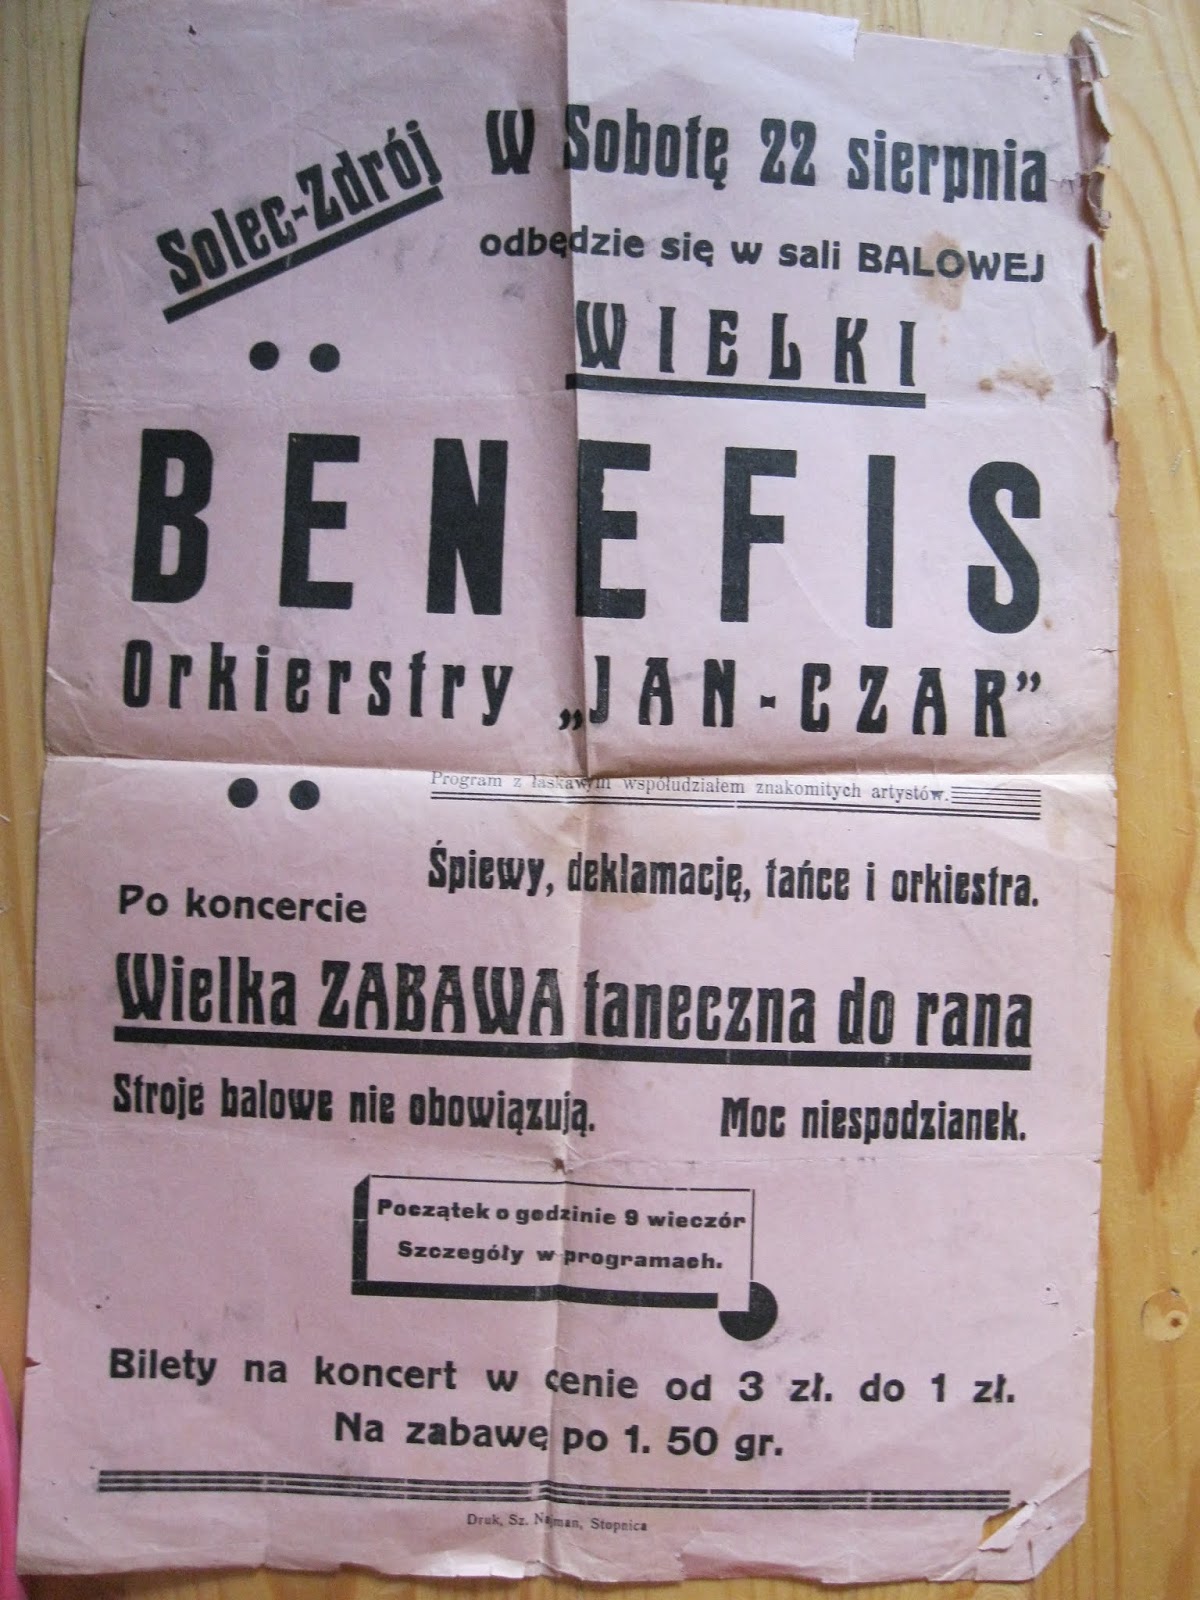 Solec-Zdrój
W Sobotę 22 sierpnia
odbędzie się w sali BALOWEJ
WIELKI
BENEFIS
Orkierstry „JAN-CZAR”
Program z łaskawym współudziałem znakomitych artystów.
Śpiewy, deklamację, tańce i orkiestra.
Po koncercie
Wielka ZABAWA taneczna do rana
Stroje balowe nie obowiązują. Moc niespodzianek.
Początek o godzinie 9 wieczór
Szczegóły w programach.
Bilety na koncert w cenie od 3 zł. do 1 zł.
Na zabawę po 1. 50 gr.
Druk, Sz. Najman, Stopnica